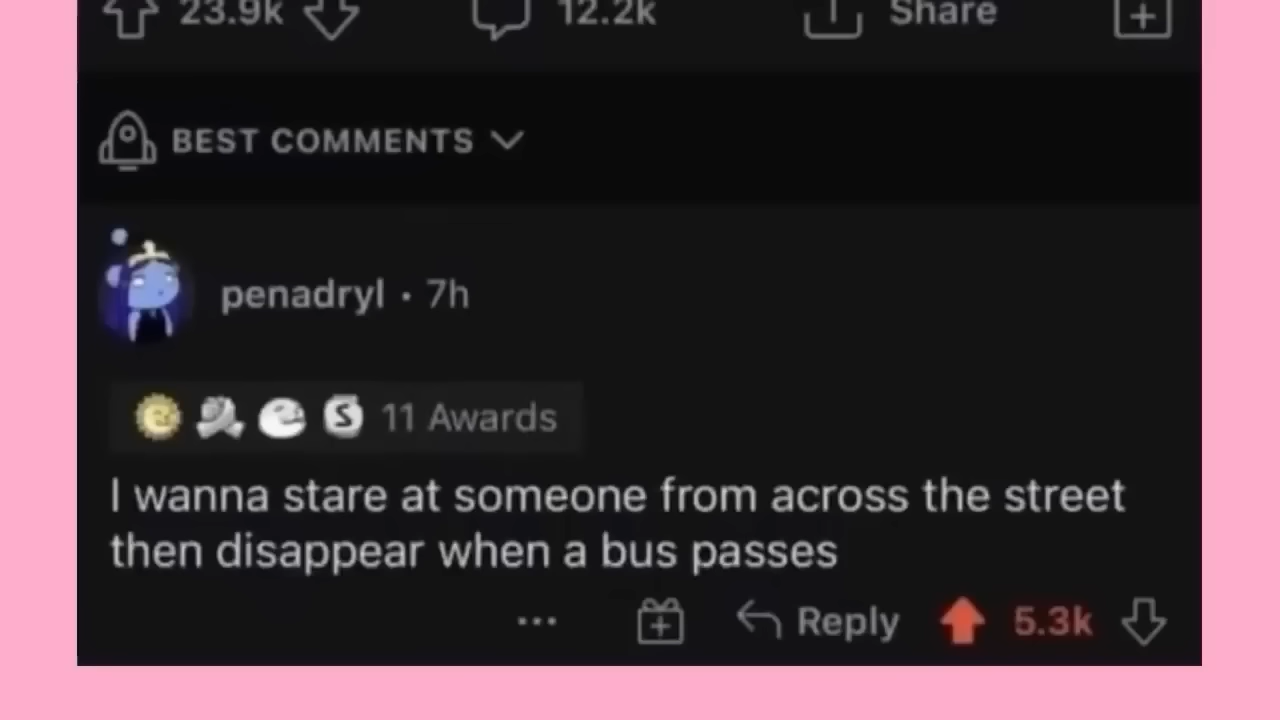 23.9k 12.2k Share
BEST COMMENTS
penadryl · 7h
S 11 Awards
I wanna stare at someone from across the street
then disappear when a bus passes
... Reply 5.3k